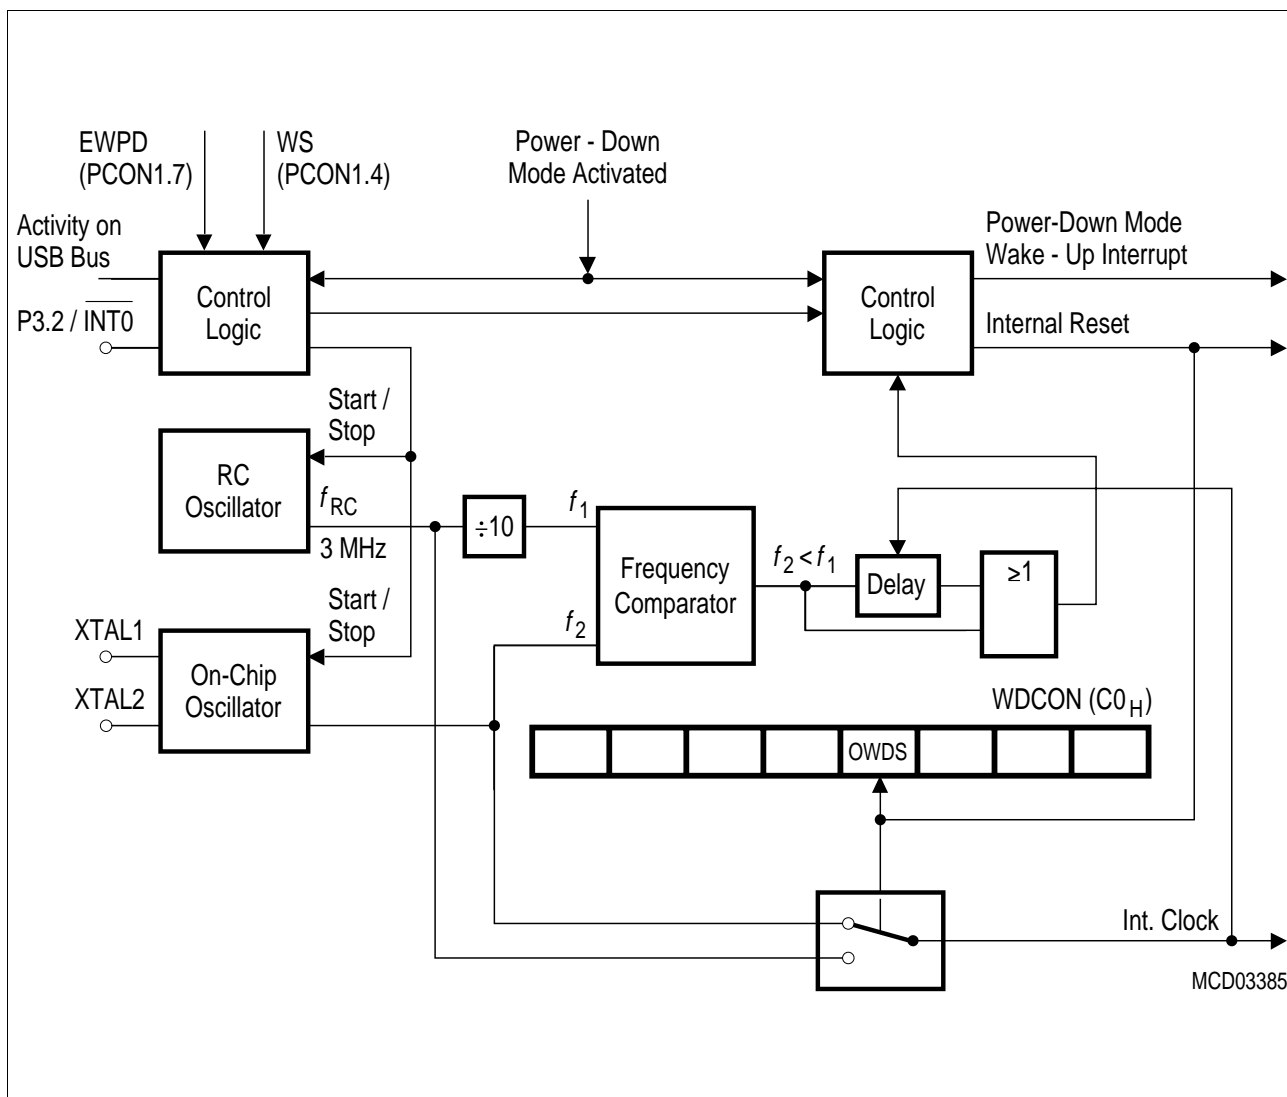 EWPD
(PCON1.7)
WS
(PCON1.4)
Power - Down
Mode Activated
Activity on
USB Bus
P3.2 / INT0
Control
Logic
Control
Logic
Power-Down Mode
Wake - Up Interrupt
Internal Reset
Start /
Stop
RC
Oscillator
fRC
3 MHz
÷10
f1
Frequency
Comparator
f2 < f1
Delay
≥1
Start /
Stop
f2
XTAL1
XTAL2
On-Chip
Oscillator
WDCON (C0H)
OWDS
Int. Clock
MCD03385